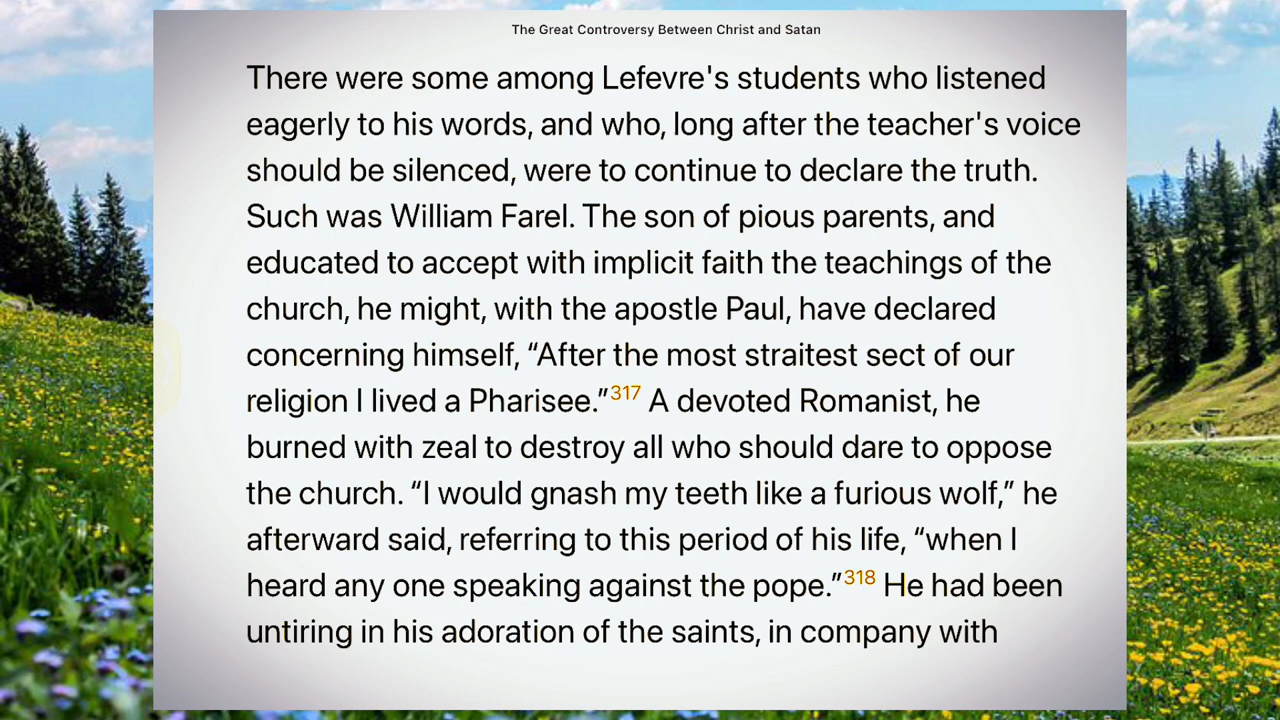 The Great Controversy Between Christ and Satan
There were some among Lefevre's students who listened
eagerly to his words, and who, long after the teacher's voice
should be silenced, were to continue to declare the truth.
Such was William Farel. The son of pious parents, and
educated to accept with implicit faith the teachings of the
church, he might, with the apostle Paul, have declared
concerning himself, “After the most straitest sect of our
religion I lived a Pharisee.”317 A devoted Romanist, he
burned with zeal to destroy all who should dare to oppose
the church. “I would gnash my teeth like a furious wolf,” he
afterward said, referring to this period of his life, “when I
heard any one speaking against the pope.”318 He had been
untiring in his adoration of the saints, in company with